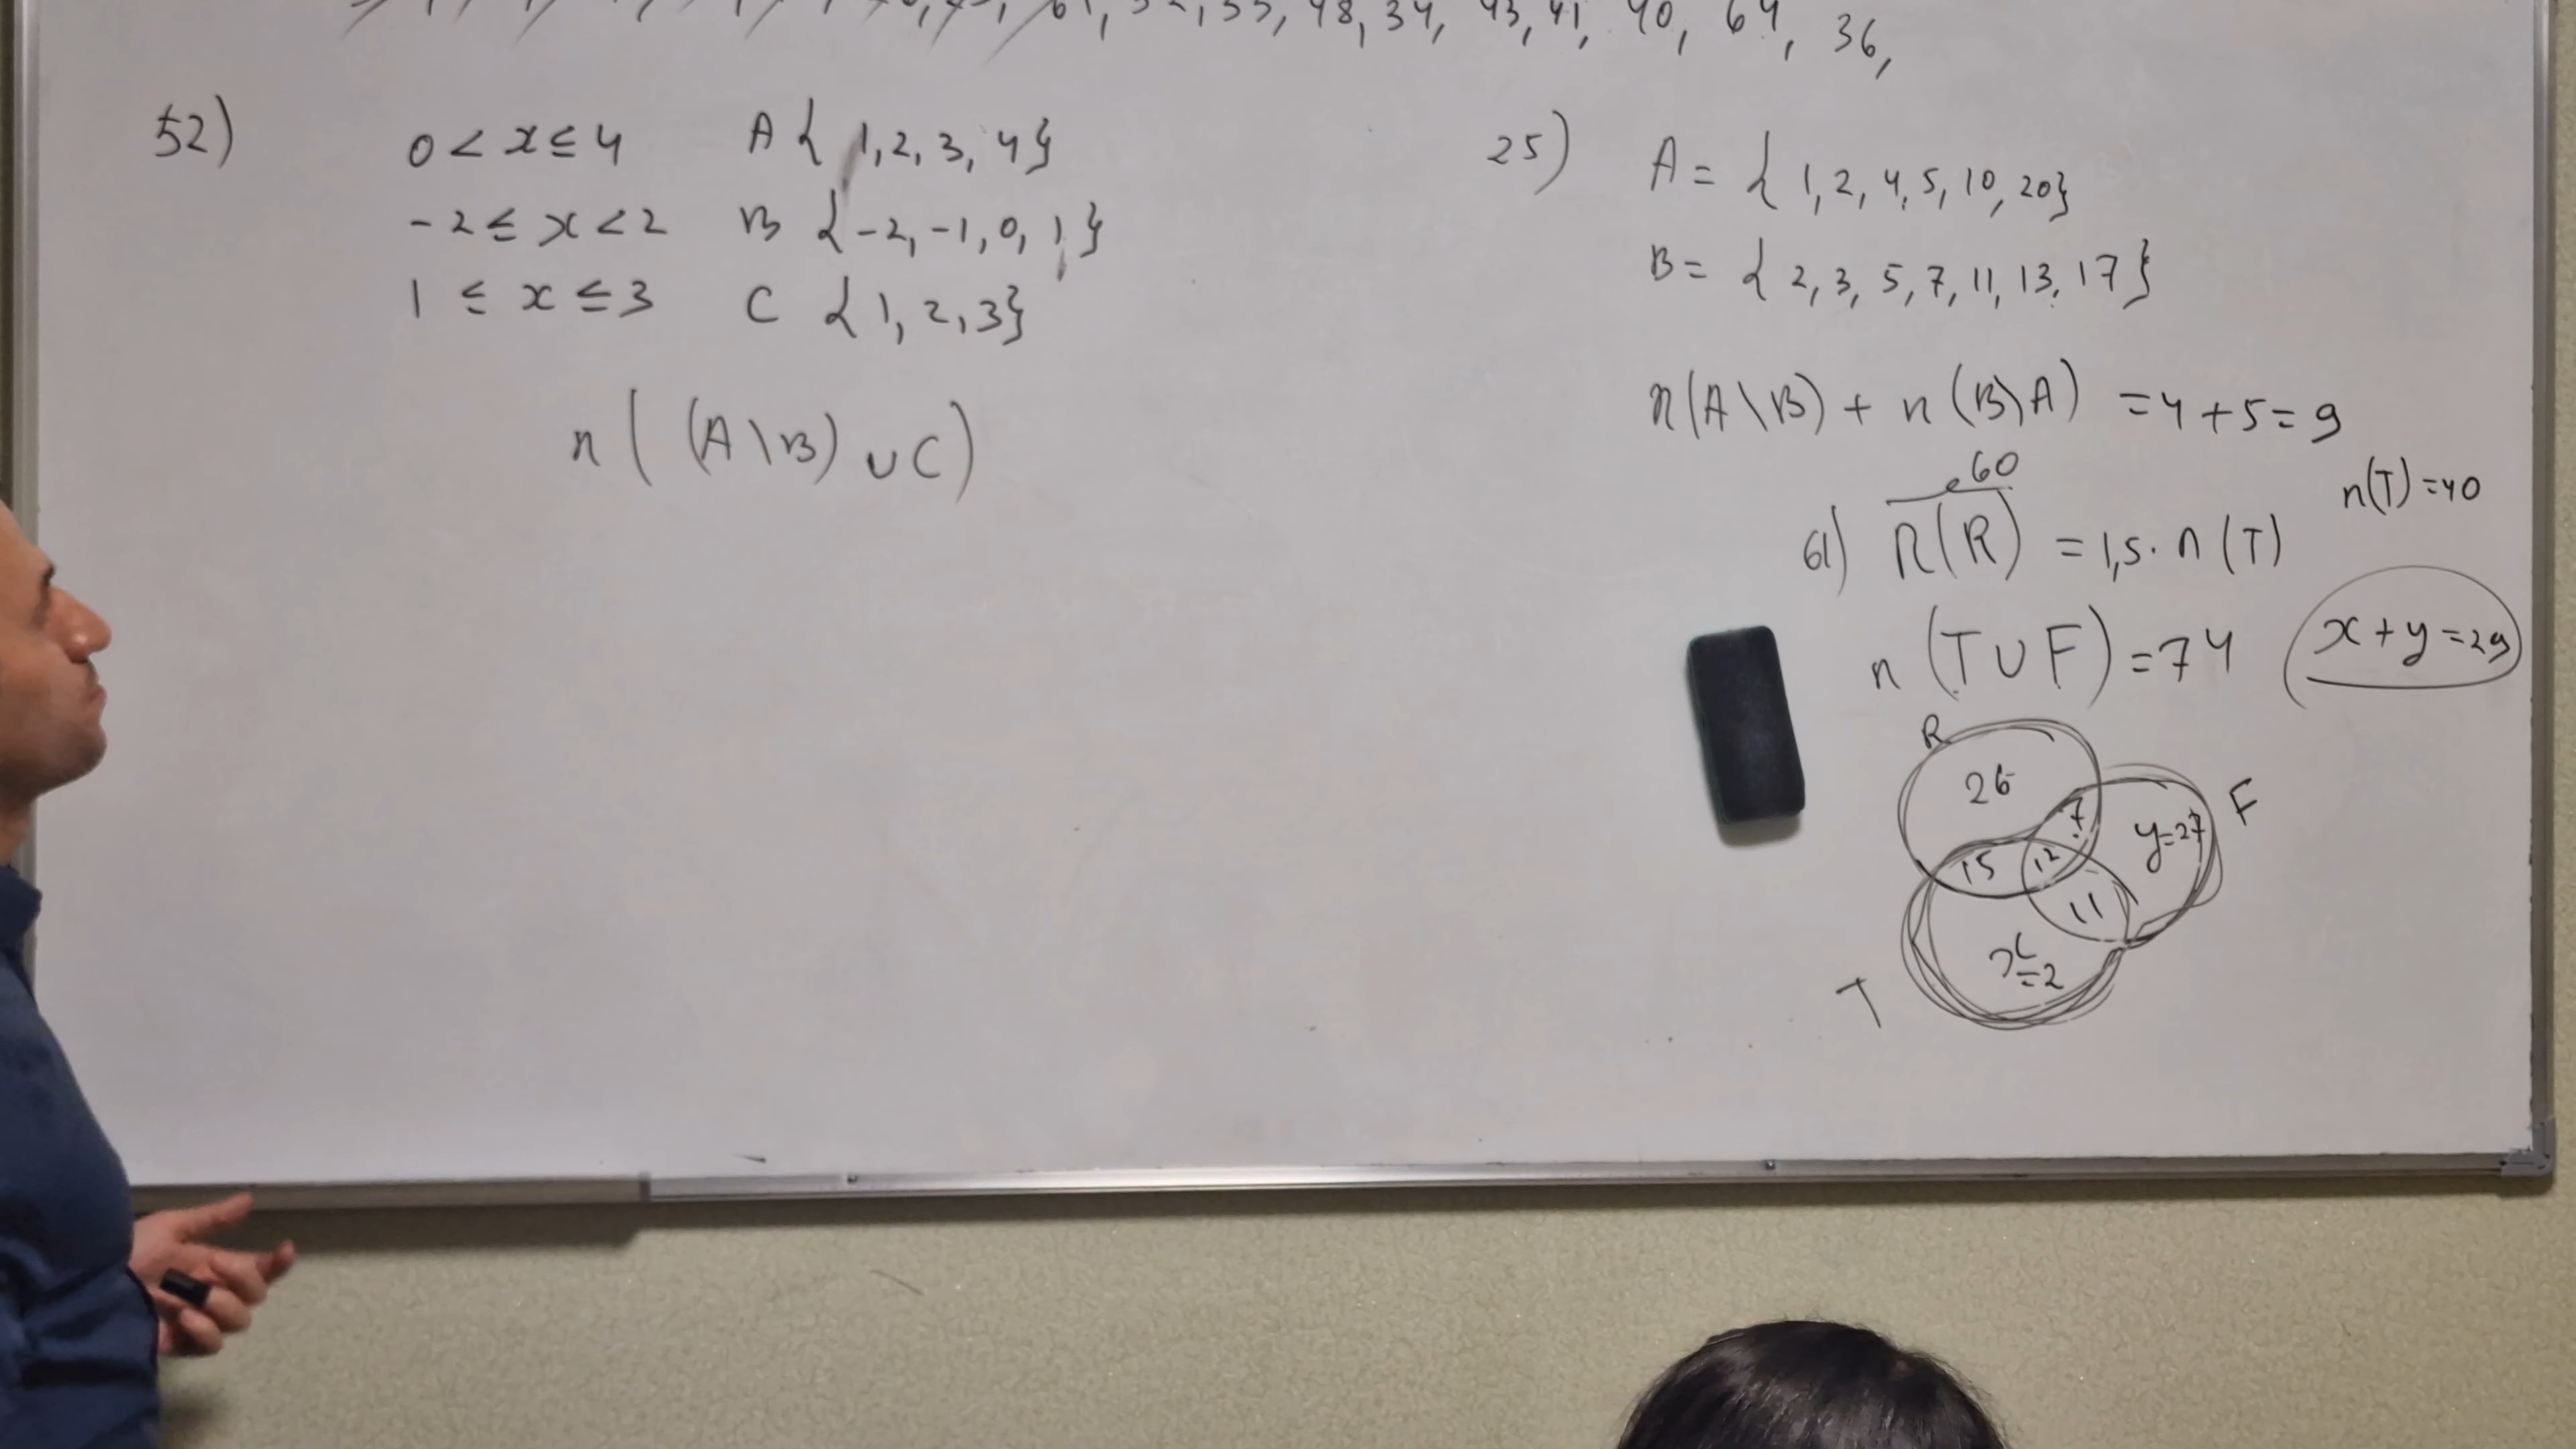 48, 34, 43, 41, 40, 64, 36,
52)
0 < x ≤ 4 A { 1, 2, 3, 4}
-2 ≤ x < 2 B {-2, -1, 0, 1}
1 ≤ x ≤ 3 C {1, 2, 3}
n ( (A \ B) ∪ C)
25) A = { 1, 2, 4, 5, 10, 20}
B = { 2, 3, 5, 7, 11, 13, 17}
n(A \ B) + n (B \ A) = 4 + 5 = 9
60
n(T) = 40
61) n(R) = 1,5 · n (T)
n (T ∪ F) = 74
x + y = 29
R
26
F
7
y = 27
15
12
11
x = 2
T